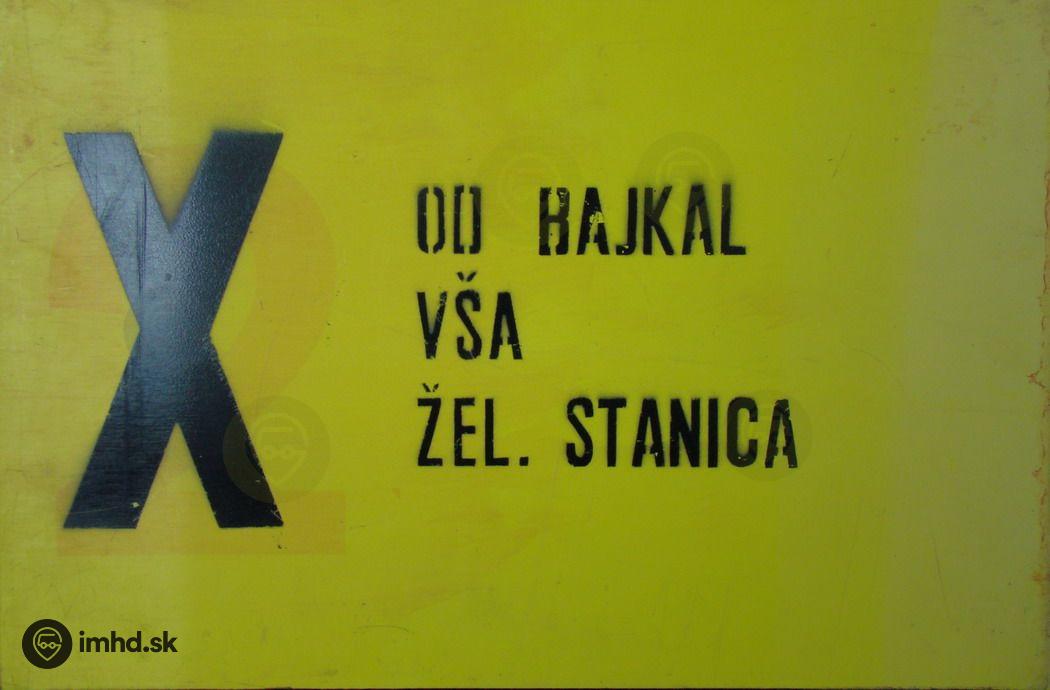 X
OD BAJKAL
VŠA
ŽEL. STANICA
imhd.sk